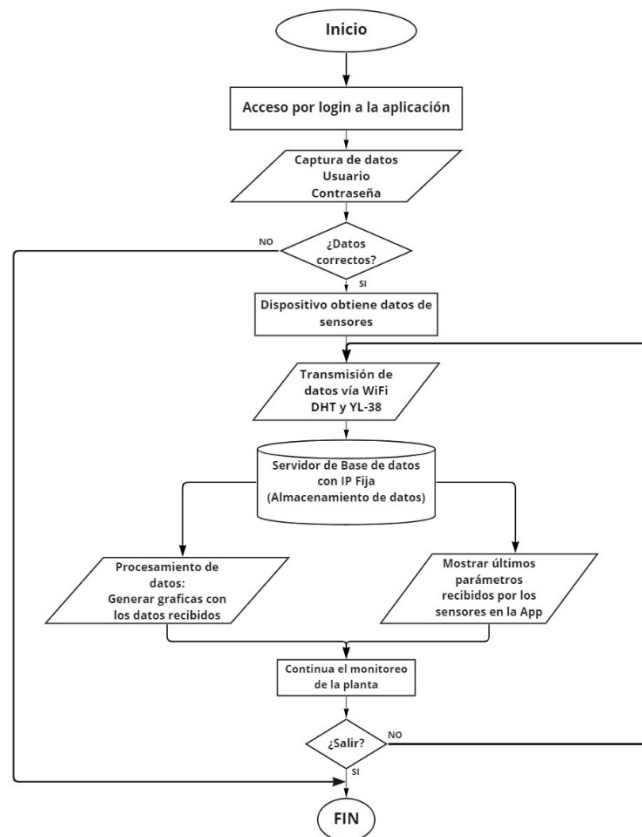 Inicio
Acceso por login a la aplicación
Captura de datos
Usuario
Contraseña
NO
¿Datos
correctos?
SI
Dispositivo obtiene datos de
sensores
Transmisión de
datos vía WiFi
DHT y YL-38
Servidor de Base de datos
con IP Fija
(Almacenamiento de datos)
Procesamiento de
datos:
Generar graficas con
los datos recibidos
Mostrar últimos
parámetros
recibidos por los
sensores en la App
Continua el monitoreo
de la planta
¿Salir?
NO
SI
FIN